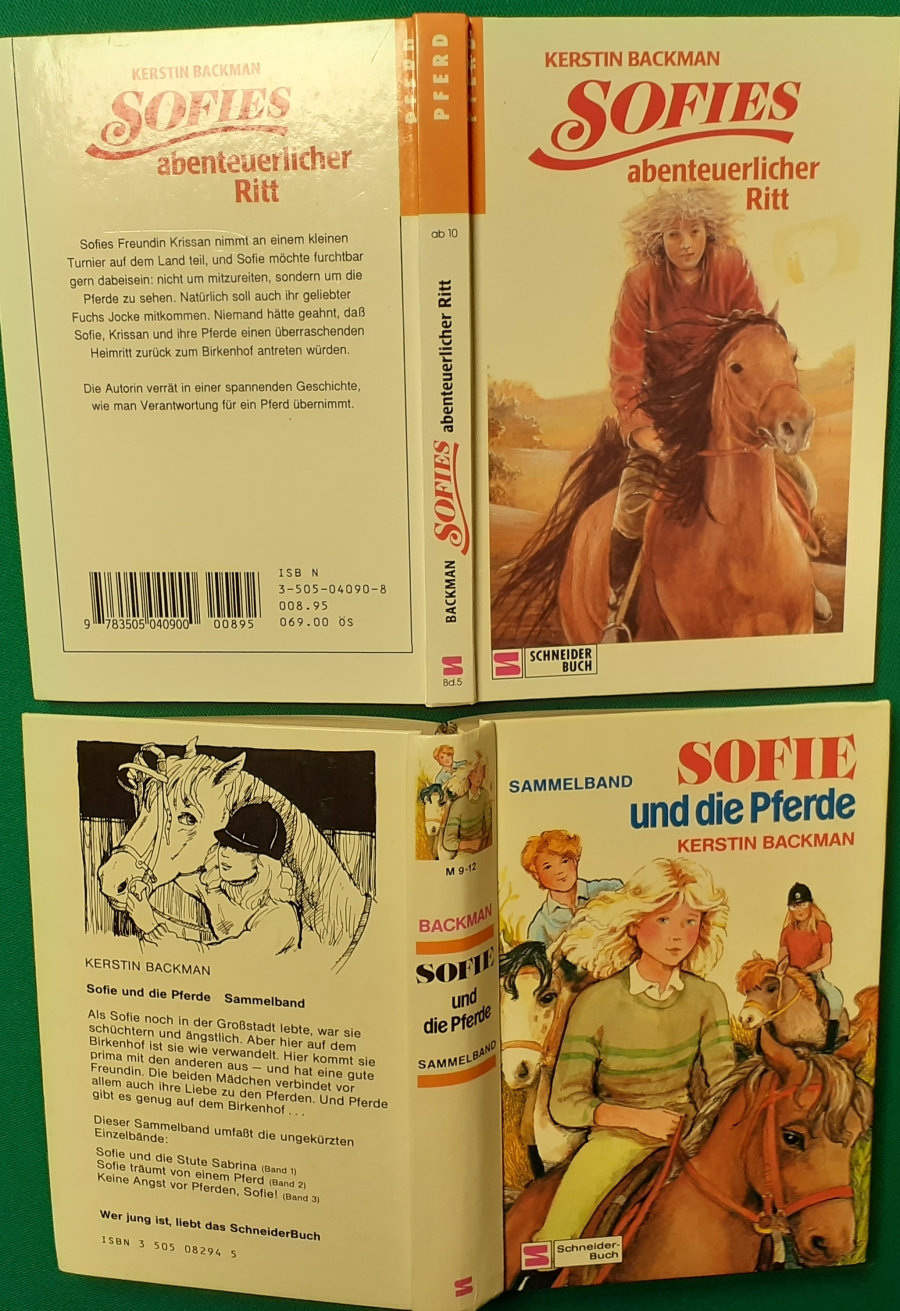 KERSTIN BACKMAN
SOFIES
abenteuerlicher
Ritt
Sofies Freundin Krissan nimmt an einem kleinen
Turnier auf dem Land teil, und Sofie möchte furchtbar
gern dabeisein: nicht um mitzureiten, sondern um die
Pferde zu sehen. Natürlich soll auch ihr geliebter
Fuchs Jocke mitkommen. Niemand hätte geahnt, daß
Sofie, Krissan und ihre Pferde einen überraschenden
Heimritt zurück zum Birkenhof antreten würden.
Die Autorin verrät in einer spannenden Geschichte,
wie man Verantwortung für ein Pferd übernimmt.
ISB N
3-505-04090-8
008.95
069.00 ÖS
9 783505 040900 00895
PFERD
PFERD
PFERD
ab 10
BACKMAN SOFIES abenteuerlicher Ritt
Bd.5
KERSTIN BACKMAN
SOFIES
abenteuerlicher
Ritt
SCHNEIDER
BUCH
KERSTIN BACKMAN
Sofie und die Pferde Sammelband
Als Sofie noch in der Großstadt lebte, war sie
schüchtern und ängstlich. Aber hier auf dem
Birkenhof ist sie wie verwandelt. Hier kommt sie
prima mit den anderen aus – und hat eine gute
Freundin. Die beiden Mädchen verbindet vor
allem auch ihre Liebe zu den Pferden. Und Pferde
gibt es genug auf dem Birkenhof . . .
Dieser Sammelband umfaßt die ungekürzten
Einzelbände:
Sofie und die Stute Sabrina (Band 1)
Sofie träumt von einem Pferd (Band 2)
Keine Angst vor Pferden, Sofie! (Band 3)
Wer jung ist, liebt das SchneiderBuch
ISBN 3 505 08294 5
M 9-12
BACKMAN
SOFIE
und
die Pferde
SAMMELBAND
SAMMELBAND
SOFIE
und die Pferde
KERSTIN BACKMAN
Schneider-
Buch